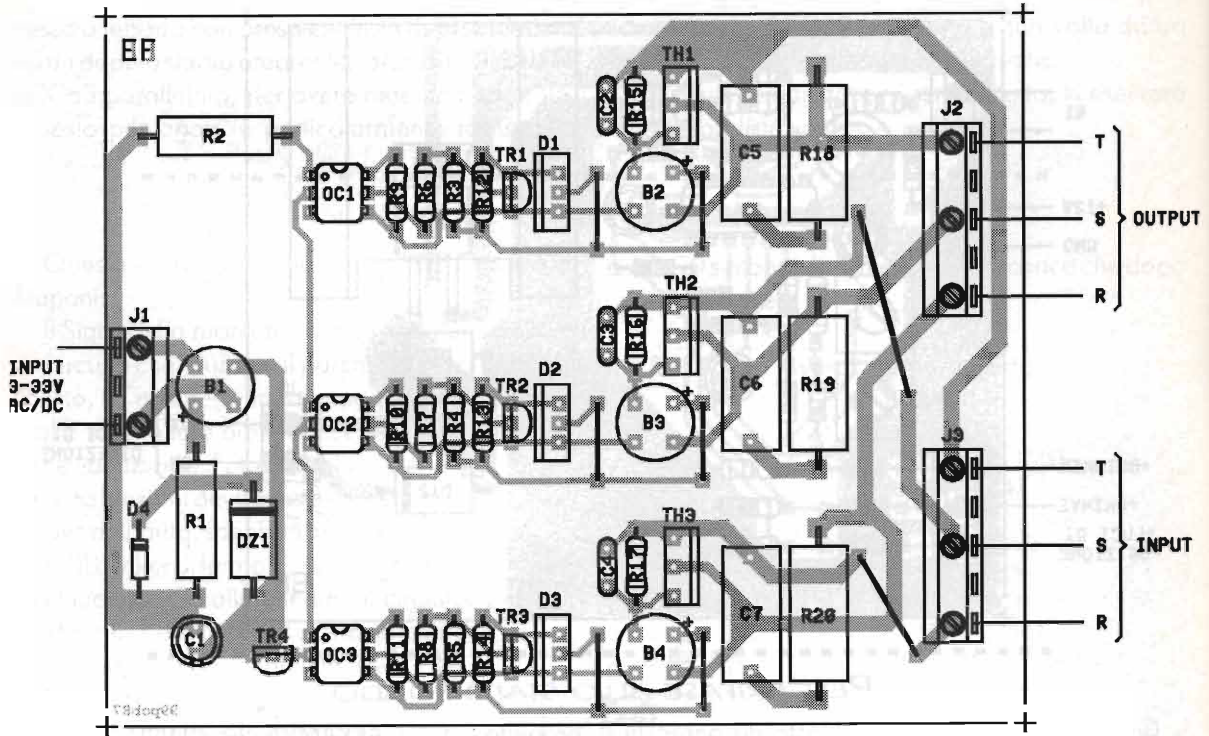 EF
TH1
C2
R15
J2
R2
C5
R18
T
D1
TR1
OC1
R9
R6
R3
R12
B2
S
OUTPUT
R
TH2
J1
C3
R16
INPUT
3-33V
AC/DC
B1
C6
R19
D2
TR2
OC2
R10
R7
R4
R13
B3
J3
T
D4
R1
DZ1
TH3
C4
R17
S
INPUT
C7
R20
R
D3
C1
TR4
TR3
OC3
R11
R8
R5
R14
B4